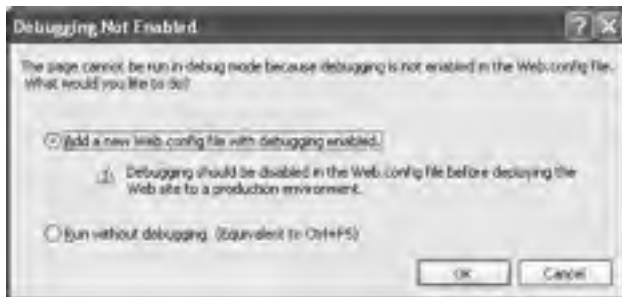 Debugging Not Enabled
The page cannot be run in debug mode because debugging is not enabled in the Web.config file.
What would you like to do?
Add a new Web.config file with debugging enabled.
Debugging should be disabled in the Web.config file before deploying the
Web site to a production environment.
Run without debugging. (Equivalent to Ctrl+F5)
OK
Cancel